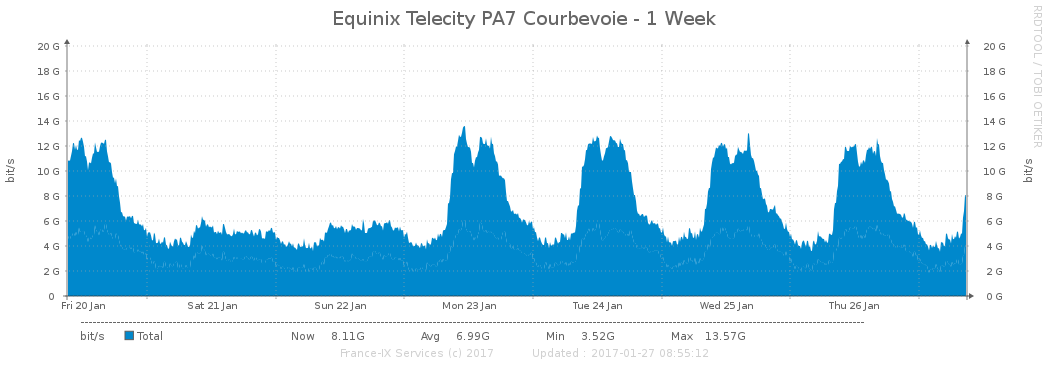 Equinix Telecity PA7 Courbevoie - 1 Week
RRDTOOL / TOBI OETIKER
bit/s
20 G
18 G
16 G
14 G
12 G
10 G
8 G
6 G
4 G
2 G
0
20 G
18 G
16 G
14 G
12 G
10 G
8 G
6 G
4 G
2 G
0 G
bit/s
Fri 20 Jan Sat 21 Jan Sun 22 Jan Mon 23 Jan Tue 24 Jan Wed 25 Jan Thu 26 Jan
bit/s Total Now 8.11G Avg 6.99G Min 3.52G Max 13.57G
France-IX Services (c) 2017 Updated : 2017-01-27 08:55:12